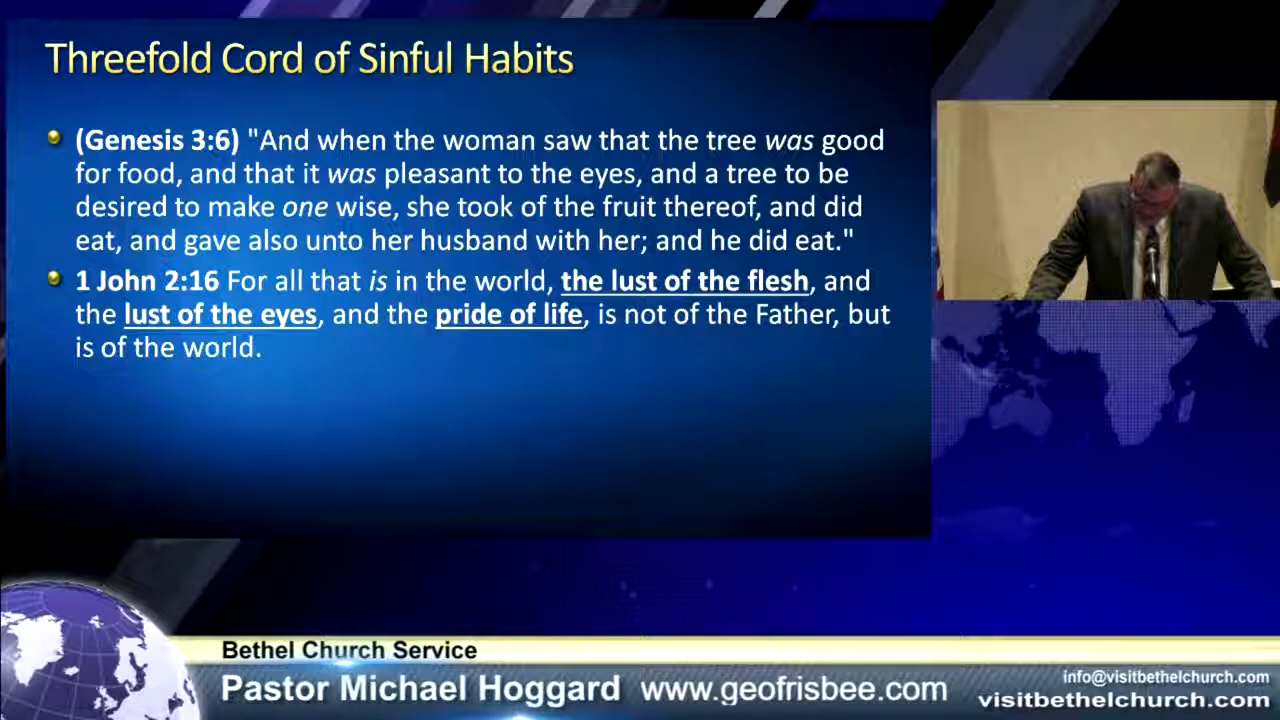 Threefold Cord of Sinful Habits
(Genesis 3:6) "And when the woman saw that the tree was good
for food, and that it was pleasant to the eyes, and a tree to be
desired to make one wise, she took of the fruit thereof, and did
eat, and gave also unto her husband with her; and he did eat."
1 John 2:16 For all that is in the world, the lust of the flesh, and
the lust of the eyes, and the pride of life, is not of the Father, but
is of the world.
Bethel Church Service
Pastor Michael Hoggard www.geofrisbee.com
info@visitbethelchurch.com
visitbethelchurch.com